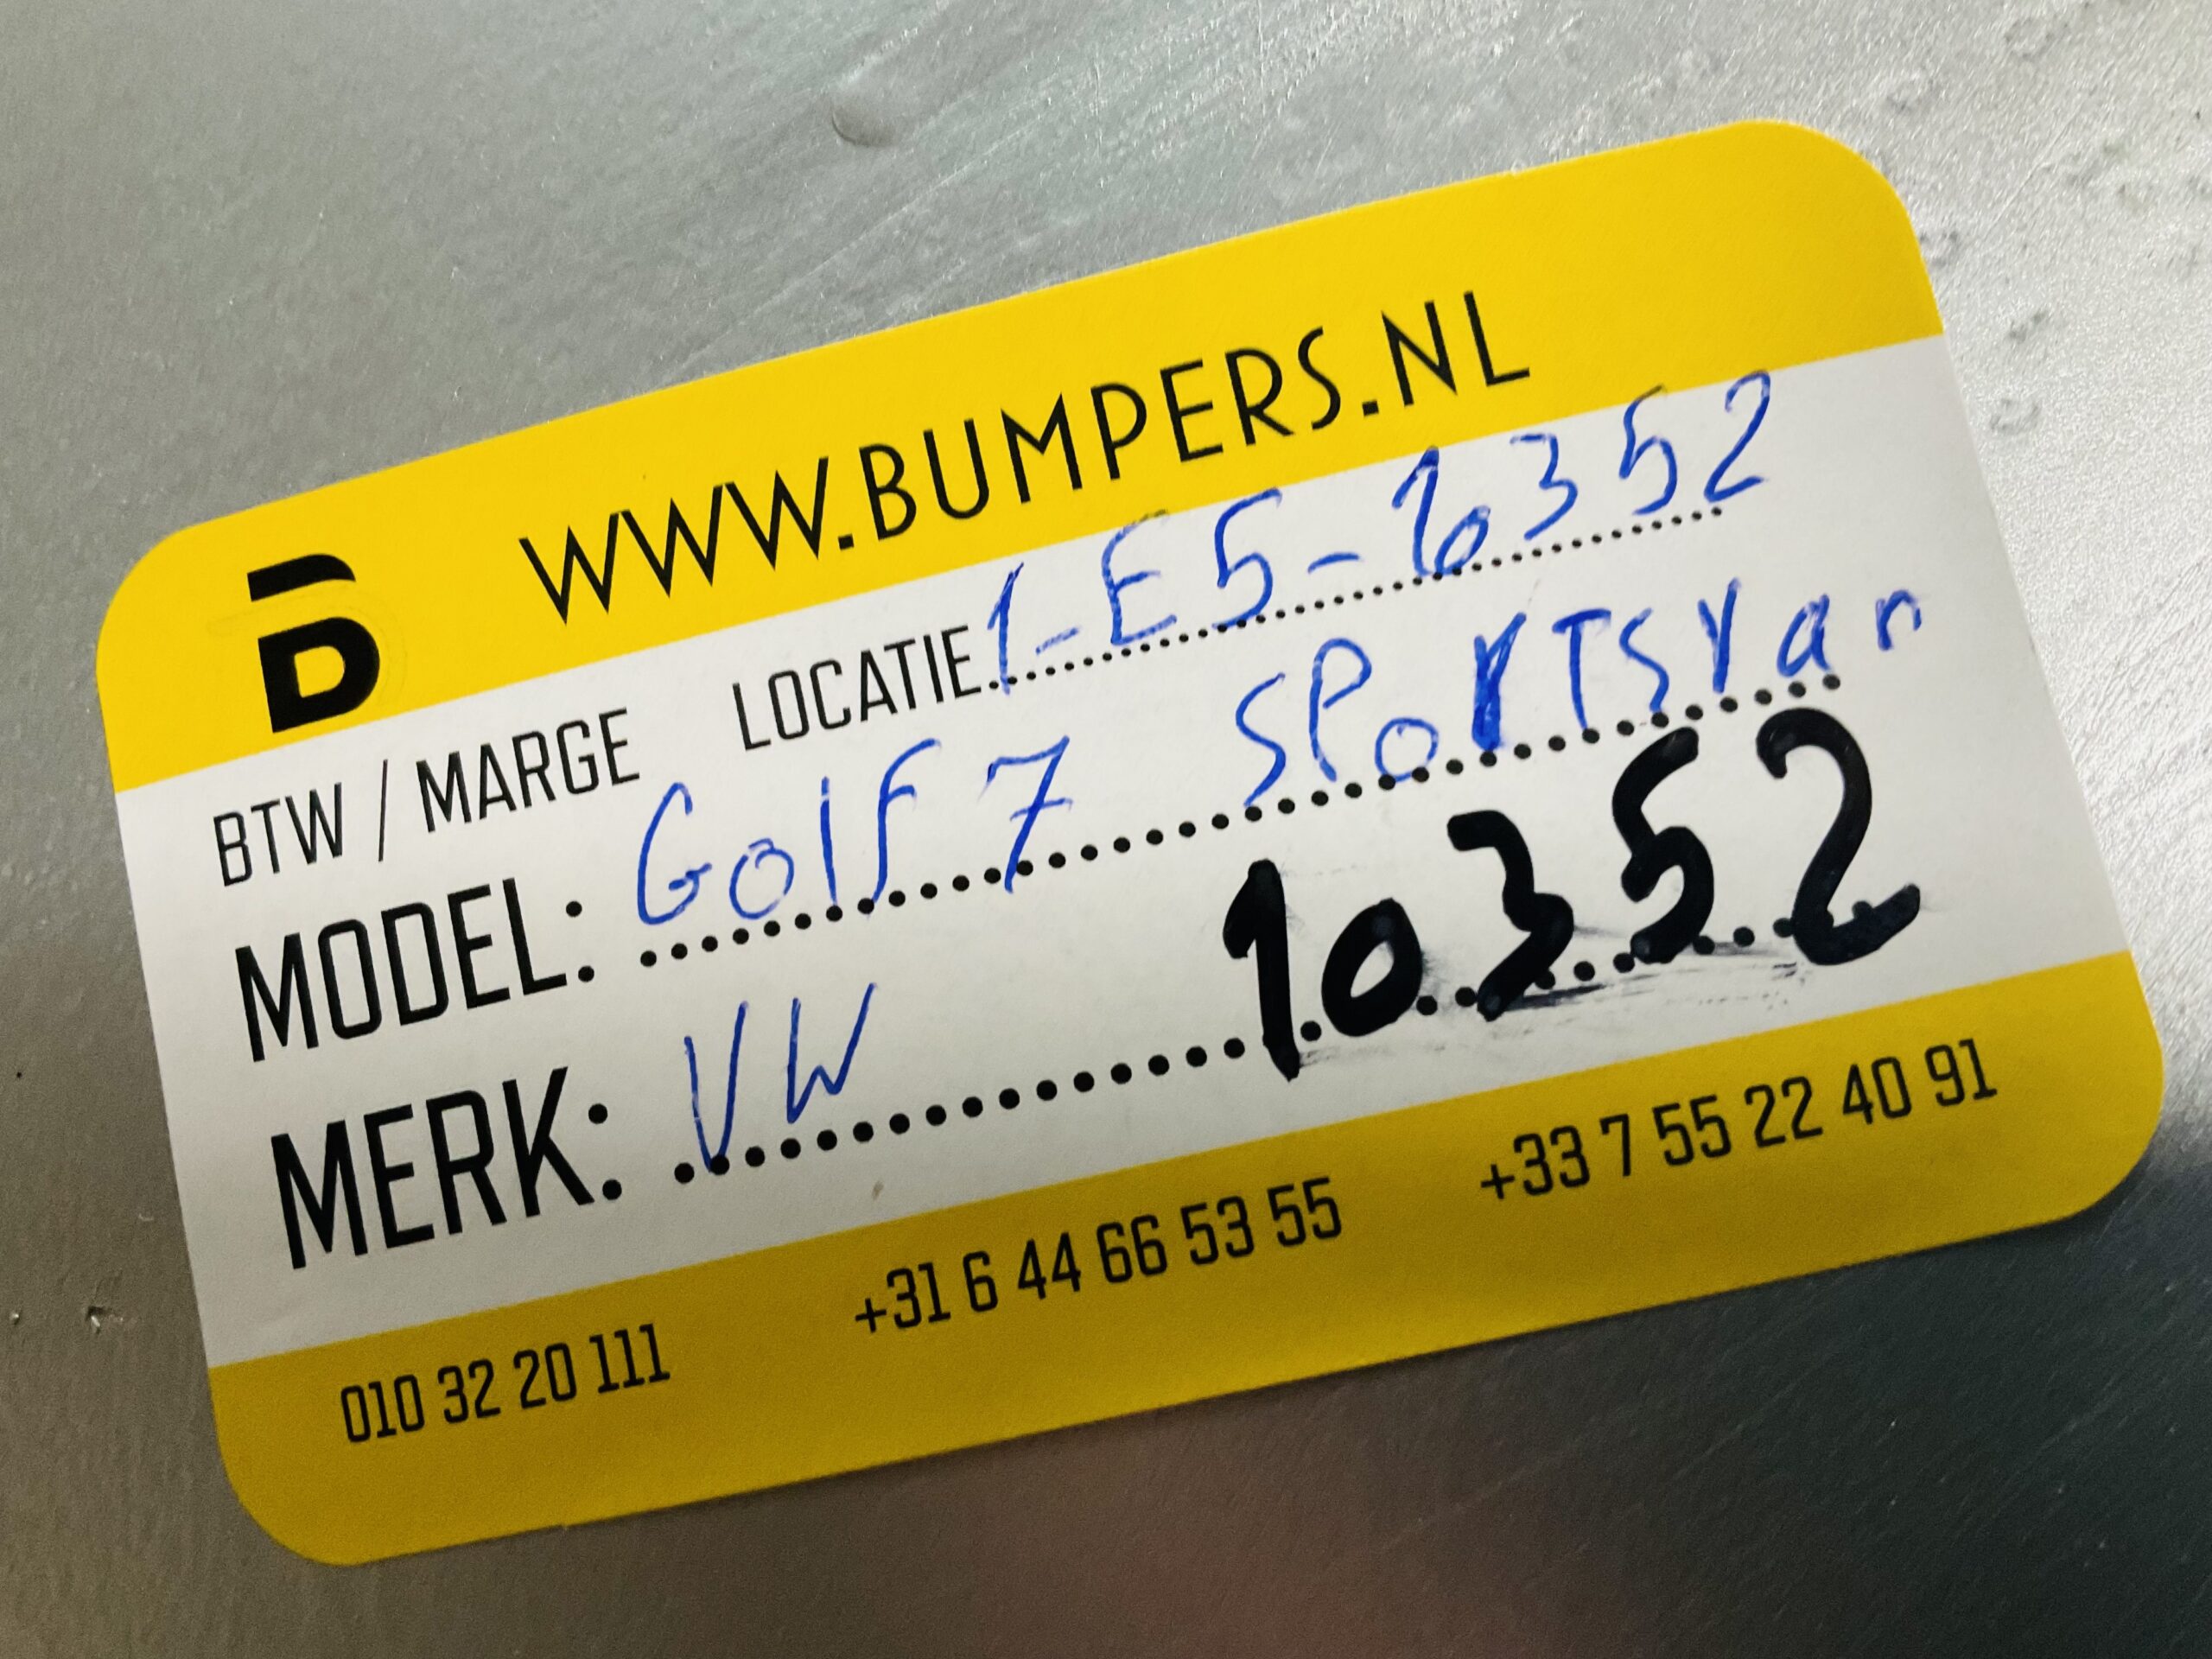 WWW.BUMPERS.NL
BTW / MARGE LOCATIE 1-E5-10352
MODEL: Golf 7 SPorTSVan
MERK: VW 10352
010 32 20 111 +31 6 44 66 53 55 +33 7 55 22 40 91